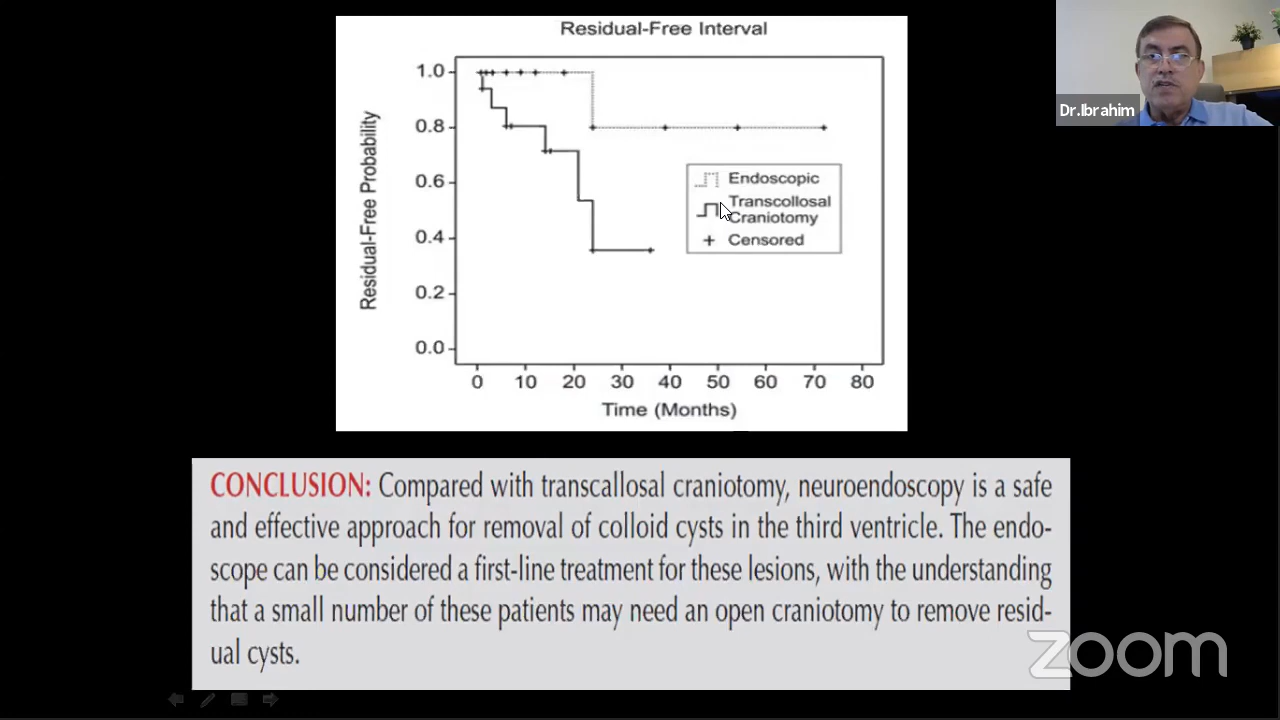 Residual-Free Interval
Residual-Free Probability
1.0
0.8
0.6
0.4
0.2
0.0
Endoscopic
Transcollosal
Craniotomy
Censored
0 10 20 30 40 50 60 70 80
Time (Months)
Dr.Ibrahim
CONCLUSION: Compared with transcallosal craniotomy, neuroendoscopy is a safe
and effective approach for removal of colloid cysts in the third ventricle. The endo-
scope can be considered a first-line treatment for these lesions, with the understanding
that a small number of these patients may need an open craniotomy to remove resid-
ual cysts.
zoom